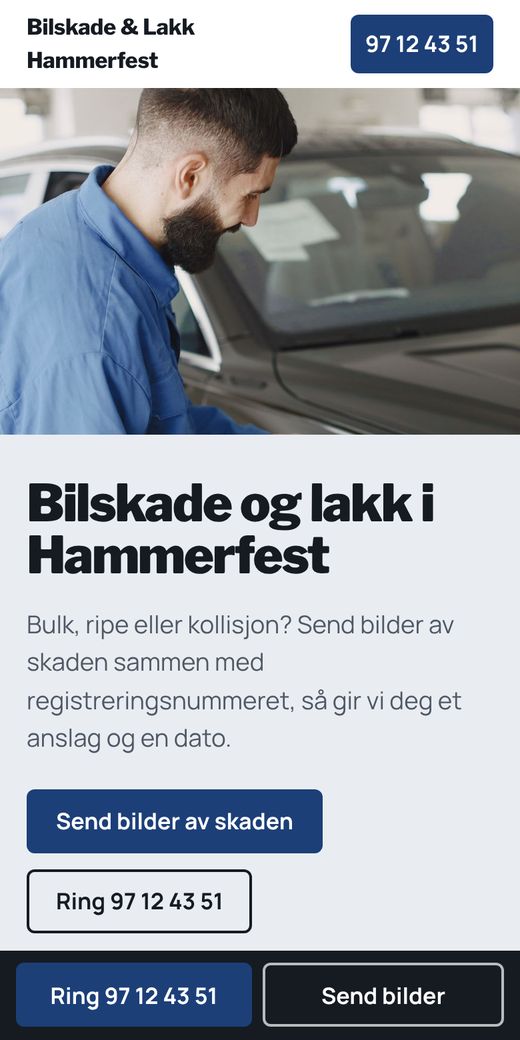 Bilskade & Lakk
Hammerfest
97 12 43 51
Bilskade og lakk i
Hammerfest
Bulk, ripe eller kollisjon? Send bilder av
skaden sammen med
registreringsnummeret, så gir vi deg et
anslag og en dato.
Send bilder av skaden
Ring 97 12 43 51
Ring 97 12 43 51
Send bilder